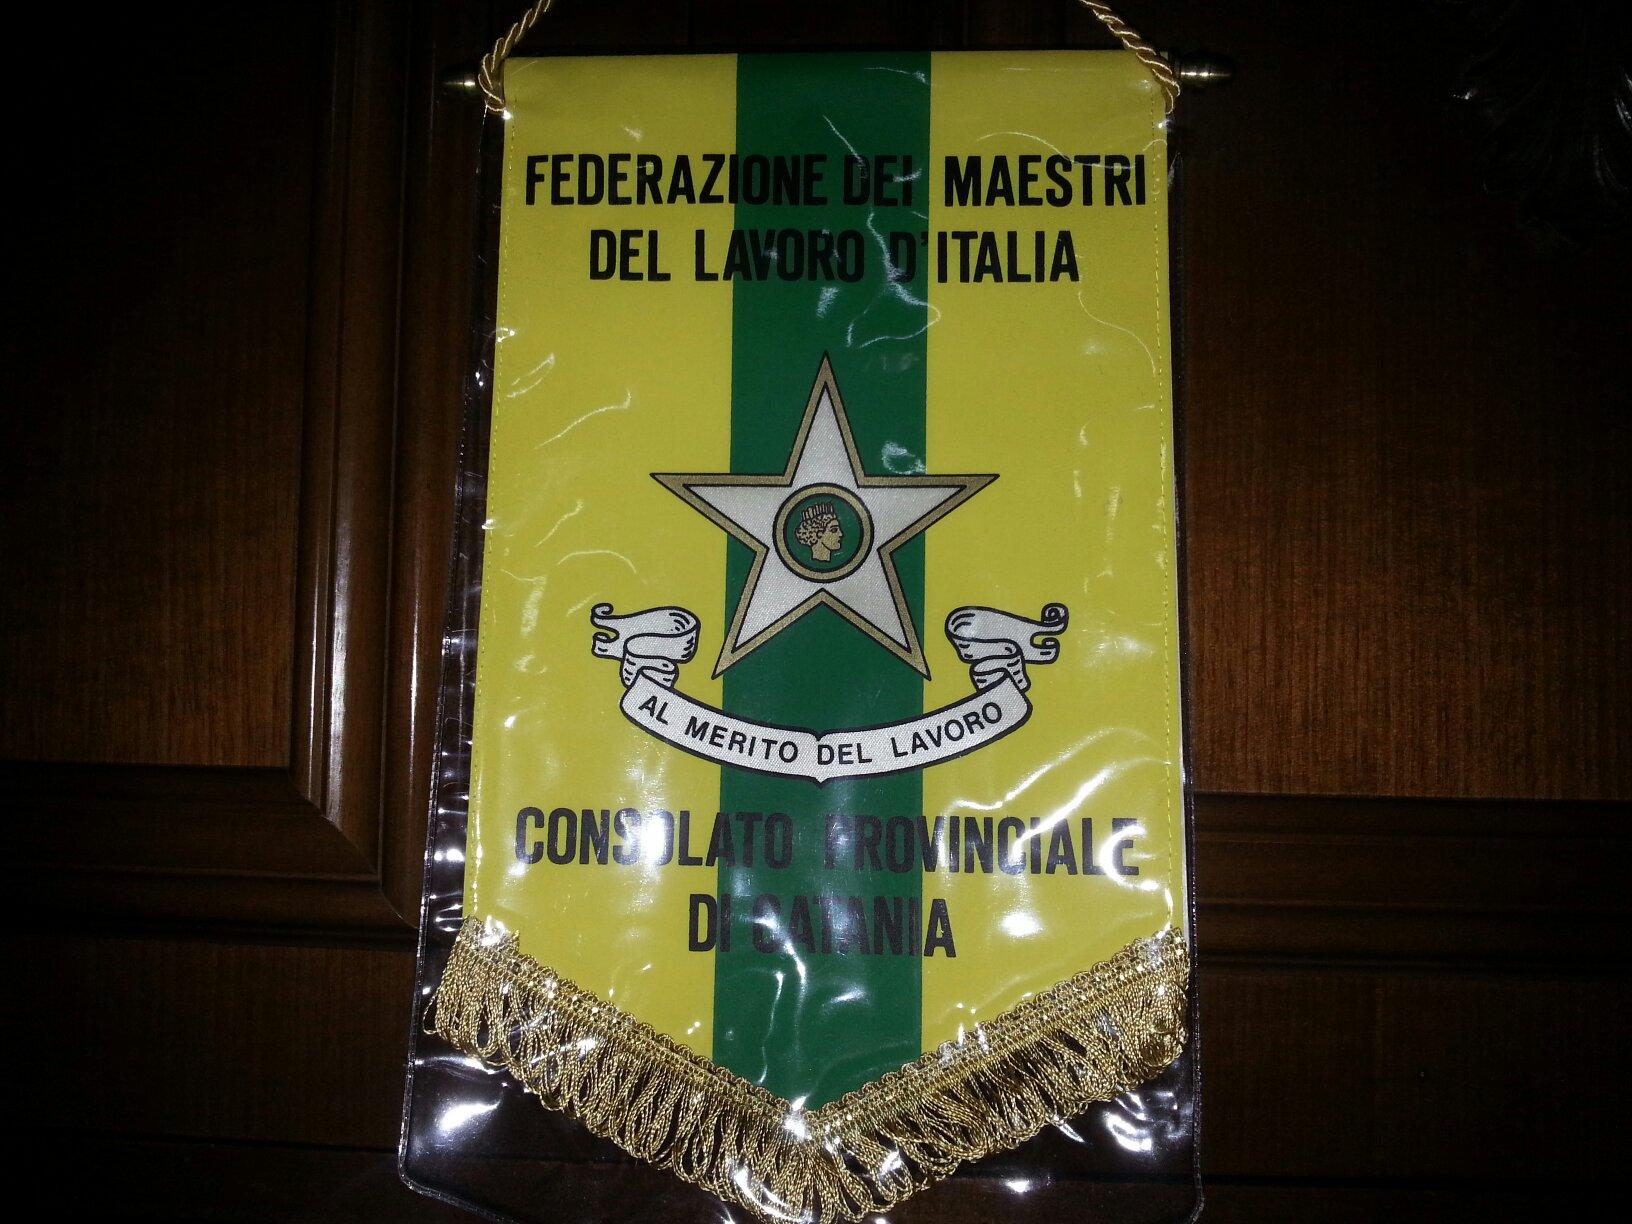 FEDERAZIONE DEI MAESTRI
DEL LAVORO D'ITALIA
AL MERITO DEL LAVORO
CONSOLATO PROVINCIALE
DI CATANIA